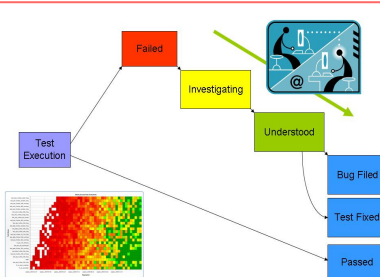 Failed
Investigating
Understood
Test
Execution
Bug Filed
Test Fixed
Passed
@